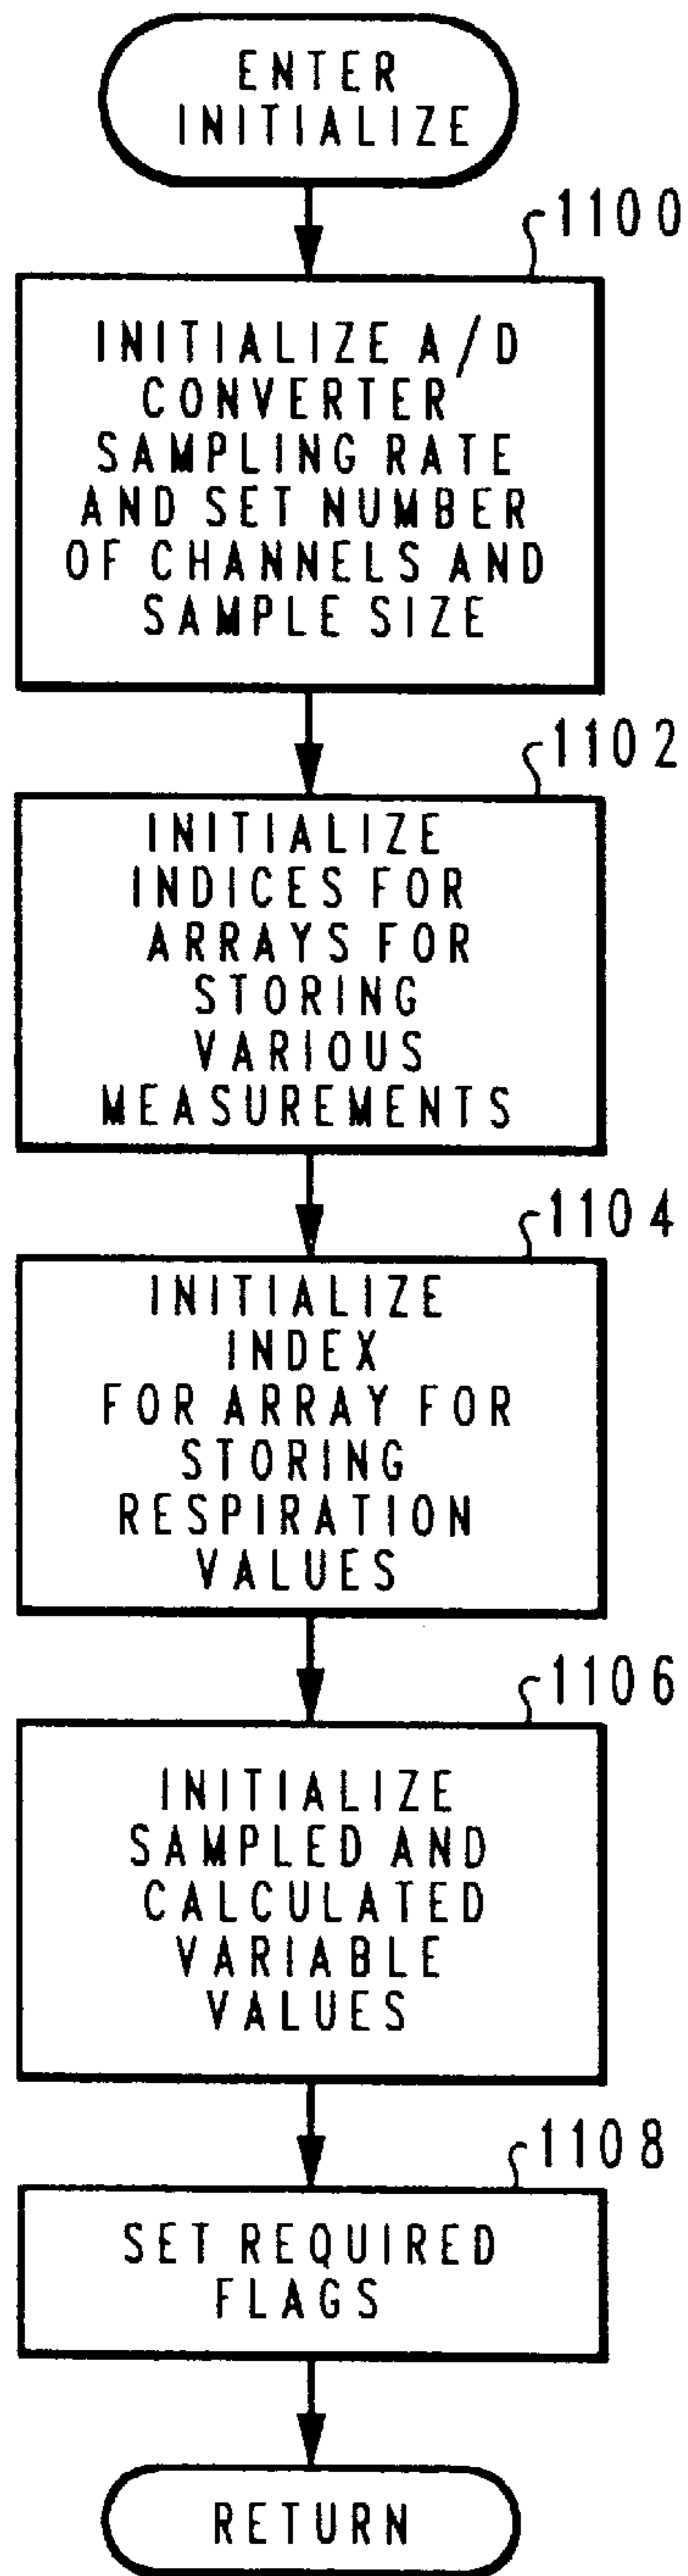 ENTER
INITIALIZE
1100
INITIALIZE A/D
CONVERTER
SAMPLING RATE
AND SET NUMBER
OF CHANNELS AND
SAMPLE SIZE
1102
INITIALIZE
INDICES FOR
ARRAYS FOR
STORING
VARIOUS
MEASUREMENTS
1104
INITIALIZE
INDEX
FOR ARRAY FOR
STORING
RESPIRATION
VALUES
1106
INITIALIZE
SAMPLED AND
CALCULATED
VARIABLE
VALUES
1108
SET REQUIRED
FLAGS
RETURN